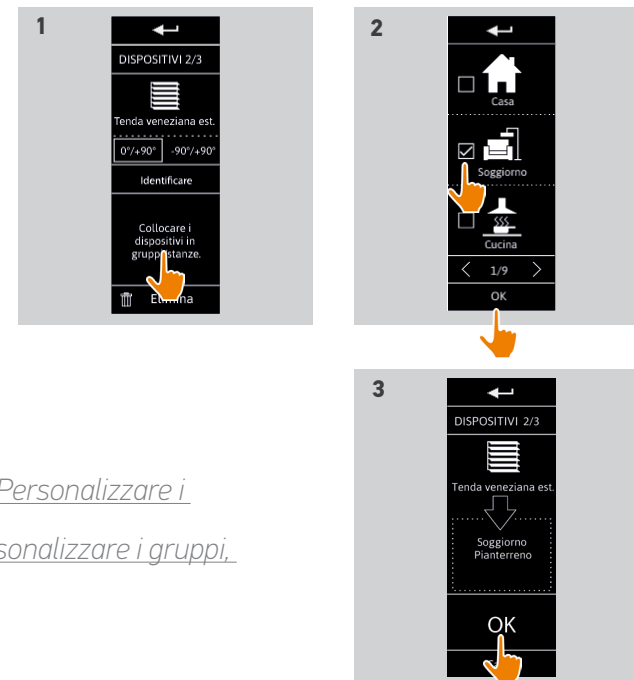 1
DISPOSITIVI 2/3
Tenda veneziana est.
0°/+90° -90°/+90°
Identificare
Collocare i
dispositivi in
stanze.
2
Casa
Soggiorno
Cucina
< 1/9 >
OK
3
DISPOSITIVI 2/3
Tenda veneziana est.
Soggiorno
Pianterreno
OK
Personalizzare i
sonalizzare i gruppi,